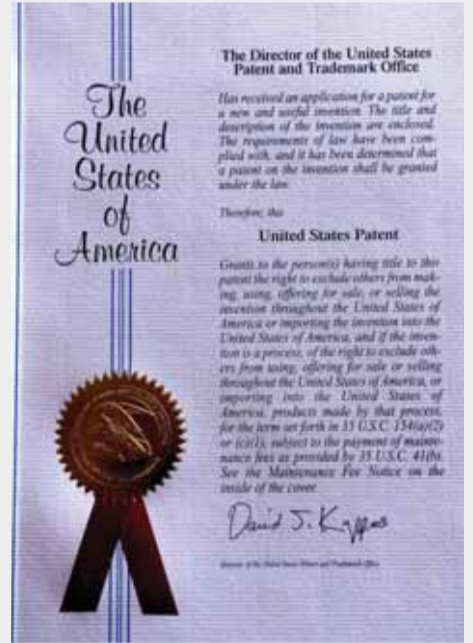 The
United
States
of
America
The Director of the United States
Patent and Trademark Office
Has received an application for a patent for
a new and useful invention. The title and
description of the invention are enclosed.
The requirements of law have been com-
plied with, and it has been determined that
a patent on the invention shall be granted
under the law.
Therefore, this
United States Patent
Grants to the person(s) having title to this
patent the right to exclude others from mak-
ing, using, offering for sale, or selling the
invention throughout the United States of
America or importing the invention into the
United States of America, and if the inven-
tion is a process, of the right to exclude oth-
ers from using, offering for sale or selling
throughout the United States of America, or
importing into the United States of
America, products made by that process,
for the term set forth in 35 U.S.C. 154(a)(2)
or (c)(1), subject to the payment of mainte-
nance fees as provided by 35 U.S.C. 41(b).
See the Maintenance Fee Notice on the
inside of the cover.
David J. Kappos
Director of the United States Patent and Trademark Office